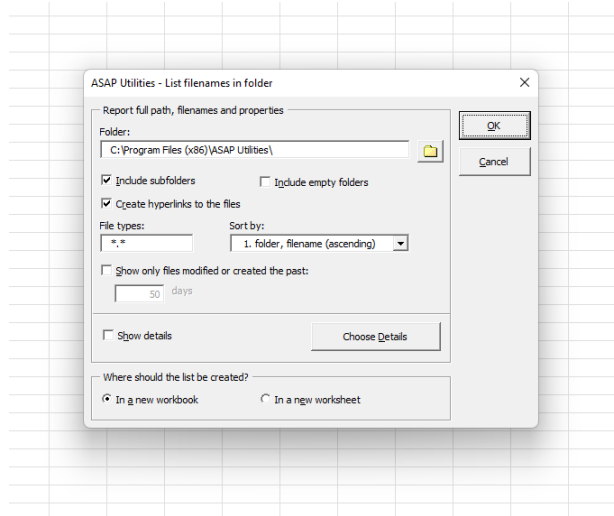 ASAP Utilities - List filenames in folder
Report full path, filenames and properties
Folder:
C:\Program Files (x86)\ASAP Utilities\
Include subfolders
Include empty folders
Create hyperlinks to the files
File types:
Sort by:
*.*
1. folder, filename (ascending)
Show only files modified or created the past:
50 days
Show details
Choose Details
Where should the list be created?
In a new workbook
In a new worksheet
OK
Cancel